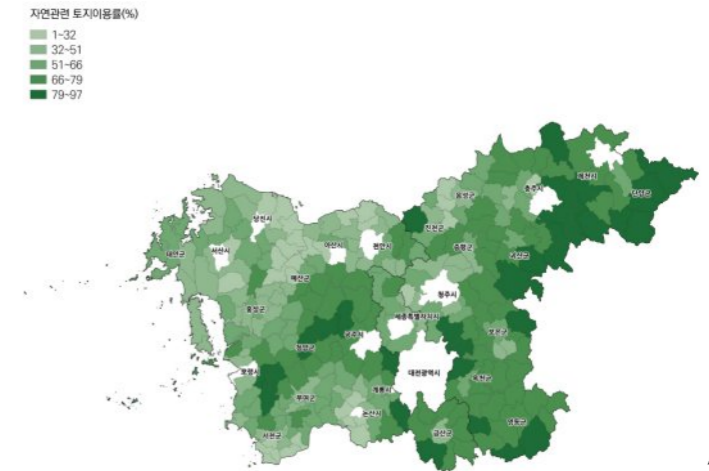 자연관련 토지이용률(%)
1~32
32~51
51~66
66~79
79~97
제천시
충주시
단양군
음성군
당진시
진천군
아산시
천안시
증평군
서산시
태안군
괴산군
예산군
청주시
홍성군
세종특별자치시
공주시
보은군
청양군
보령시
대전광역시
옥천군
계룡시
부여군
논산시
영동군
금산군
서천군